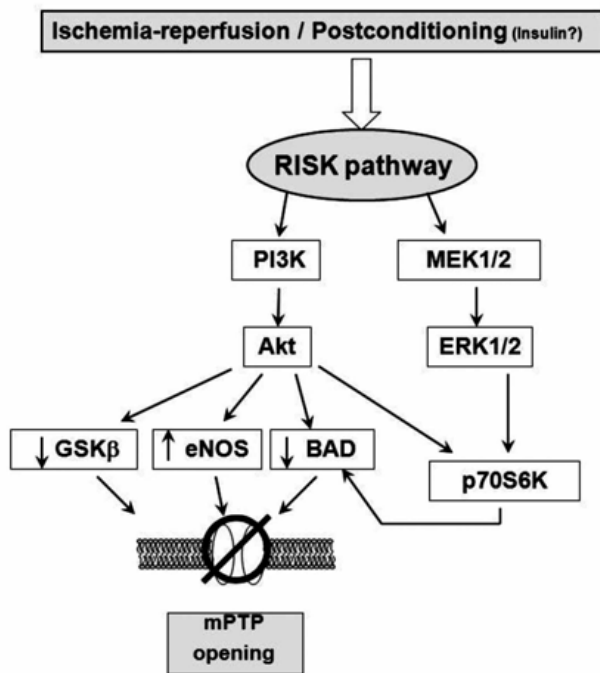 Ischemia-reperfusion / Postconditioning (Insulin?)
RISK pathway
PI3K
MEK1/2
Akt
ERK1/2
↓ GSKβ
↑ eNOS
↓ BAD
p70S6K
mPTP
opening